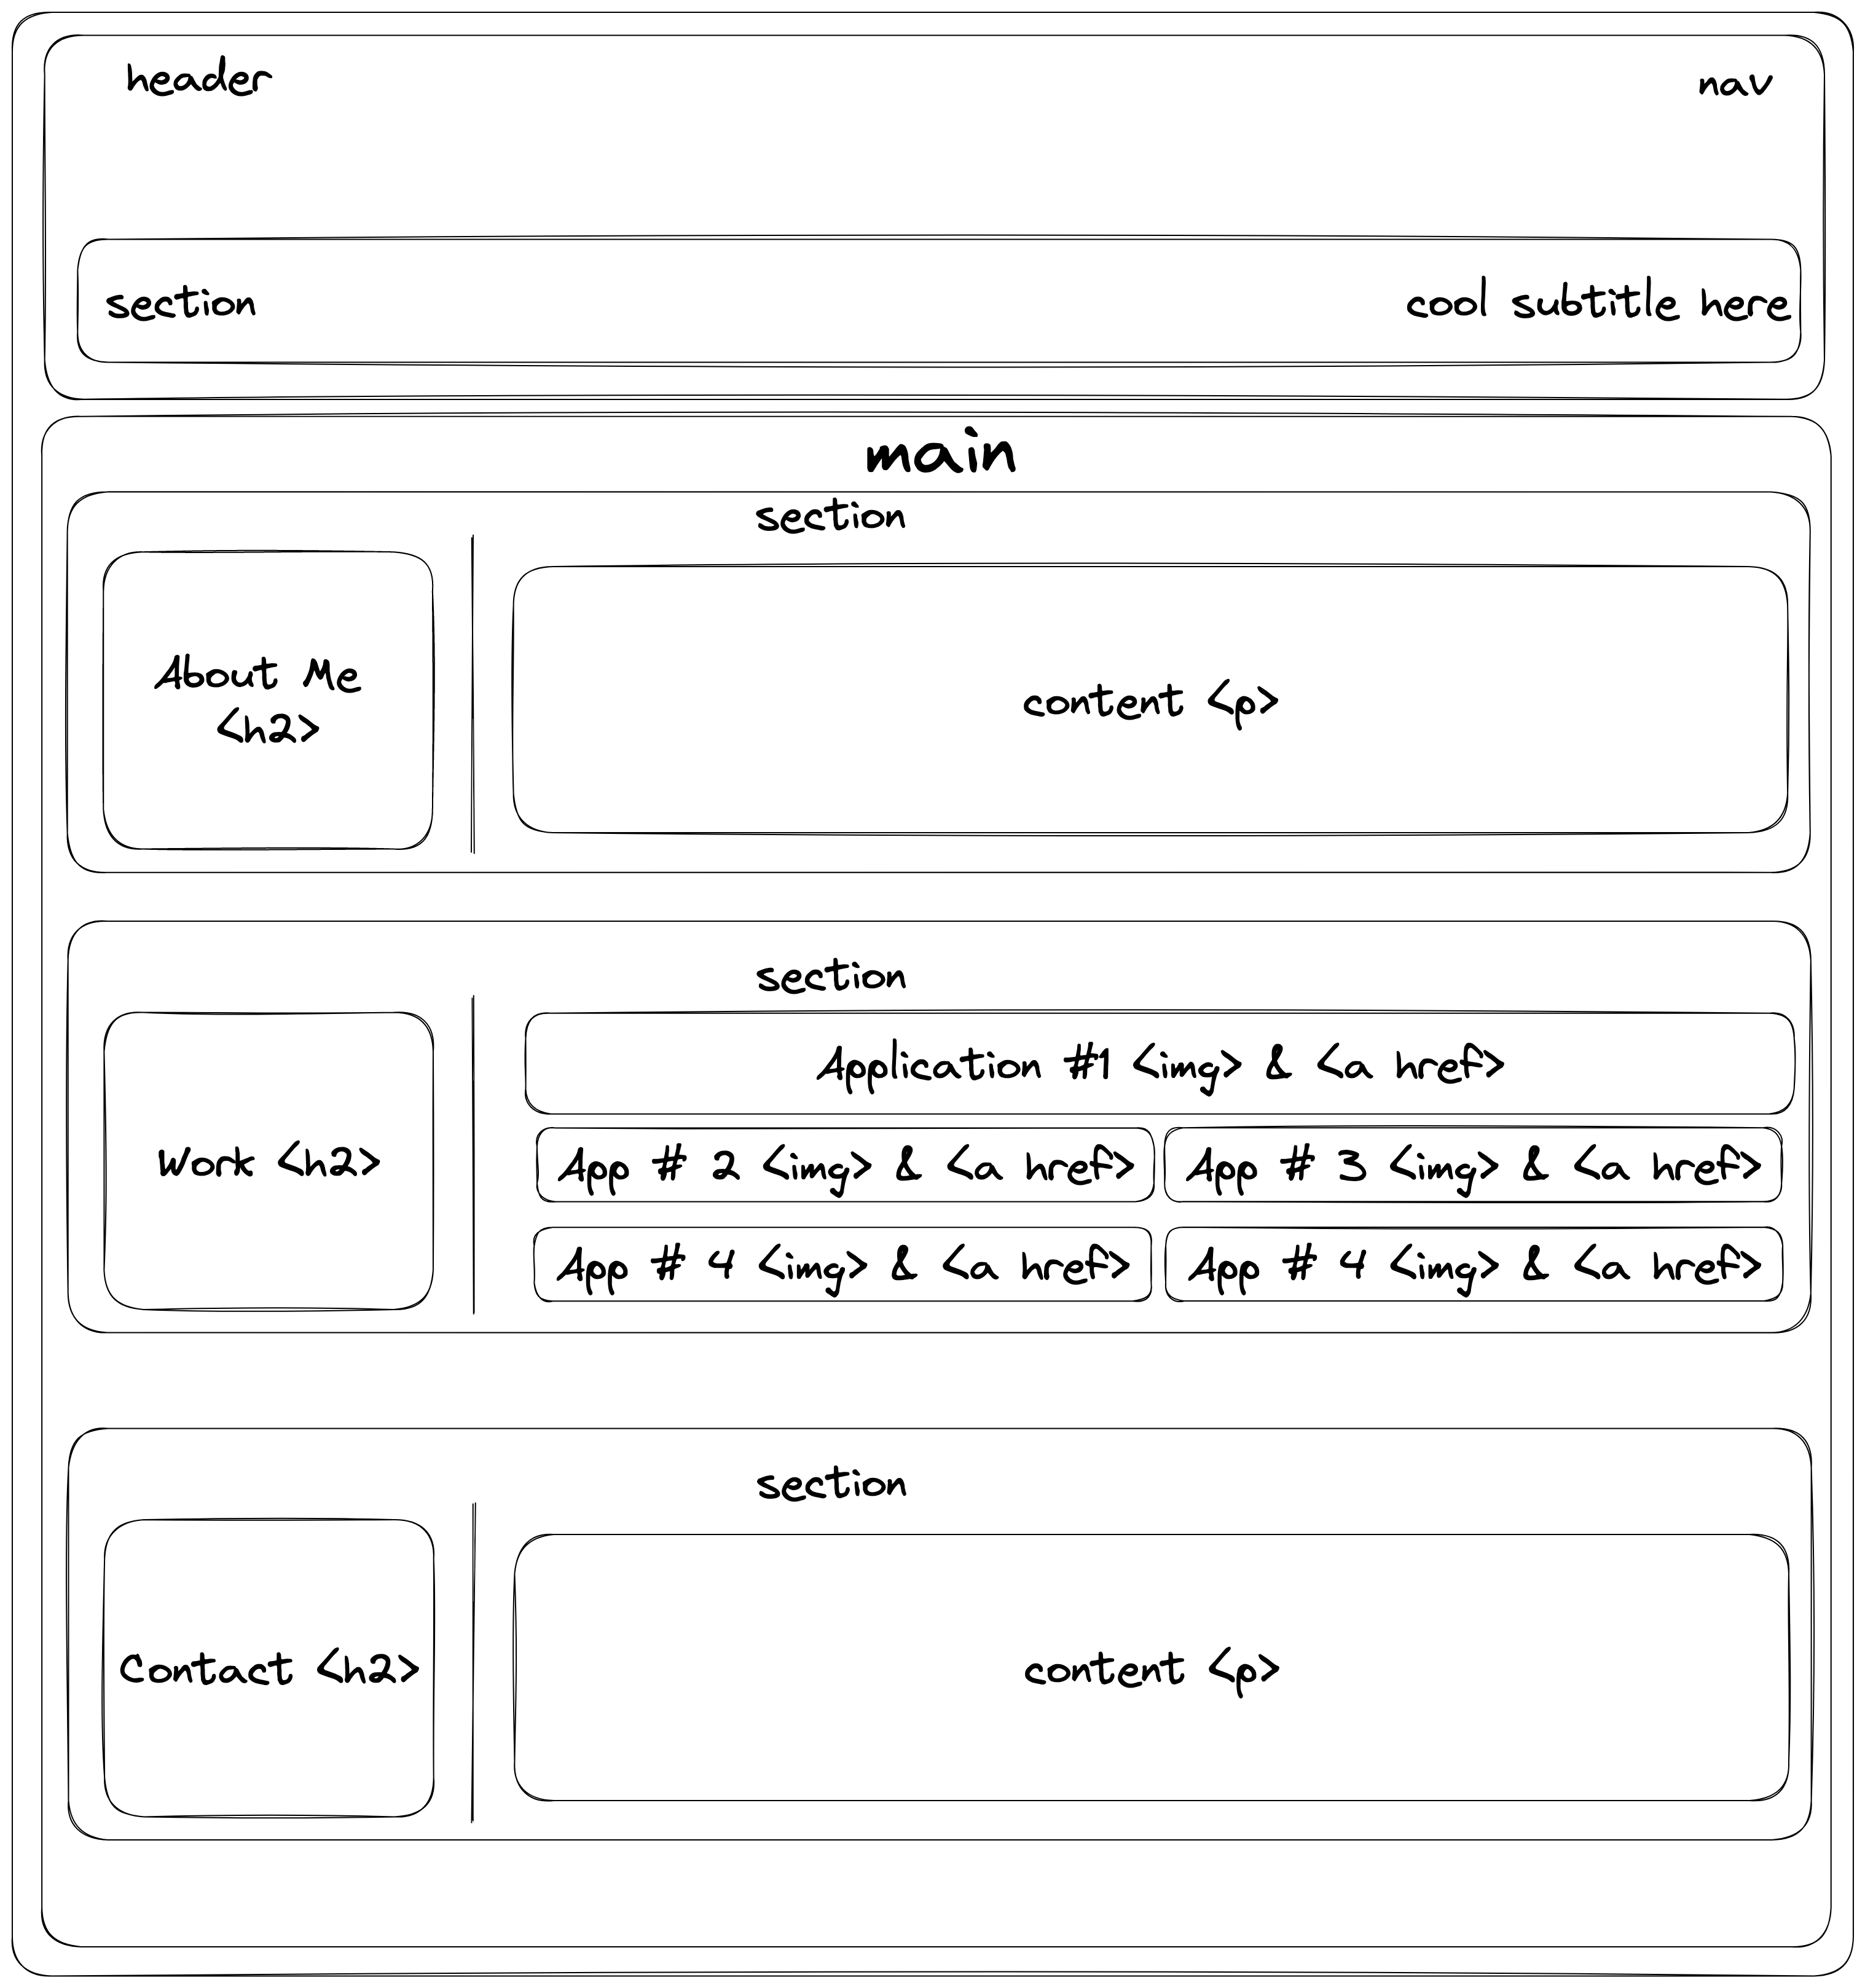 header
nav
section
cool subtitle here
main
section
About Me
<h2>
content <p>
section
Work <h2>
Application #1 <img> & <a href>
App # 2 <img> & <a href>
App # 3 <img> & <a href>
App # 4 <img> & <a href>
App # 4 <img> & <a href>
section
Contact <h2>
content <p>